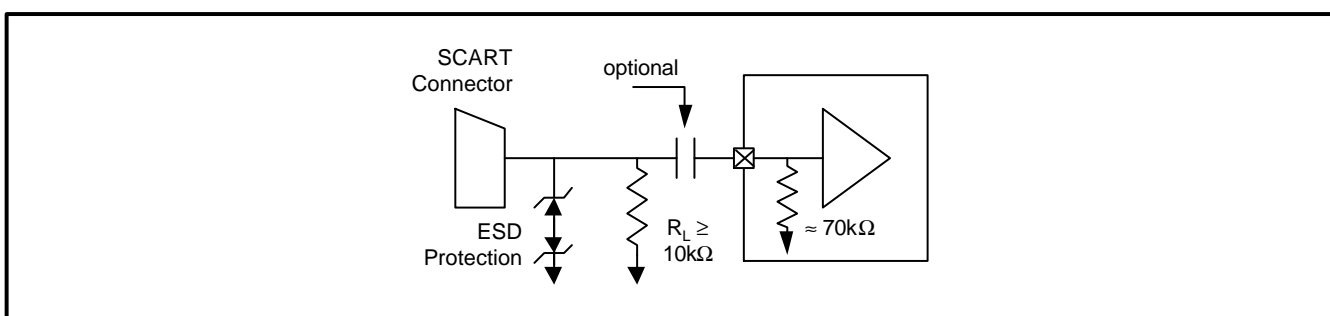 SCART
Connector
optional
ESD
Protection
R_L ≥
10kΩ
≈ 70kΩ